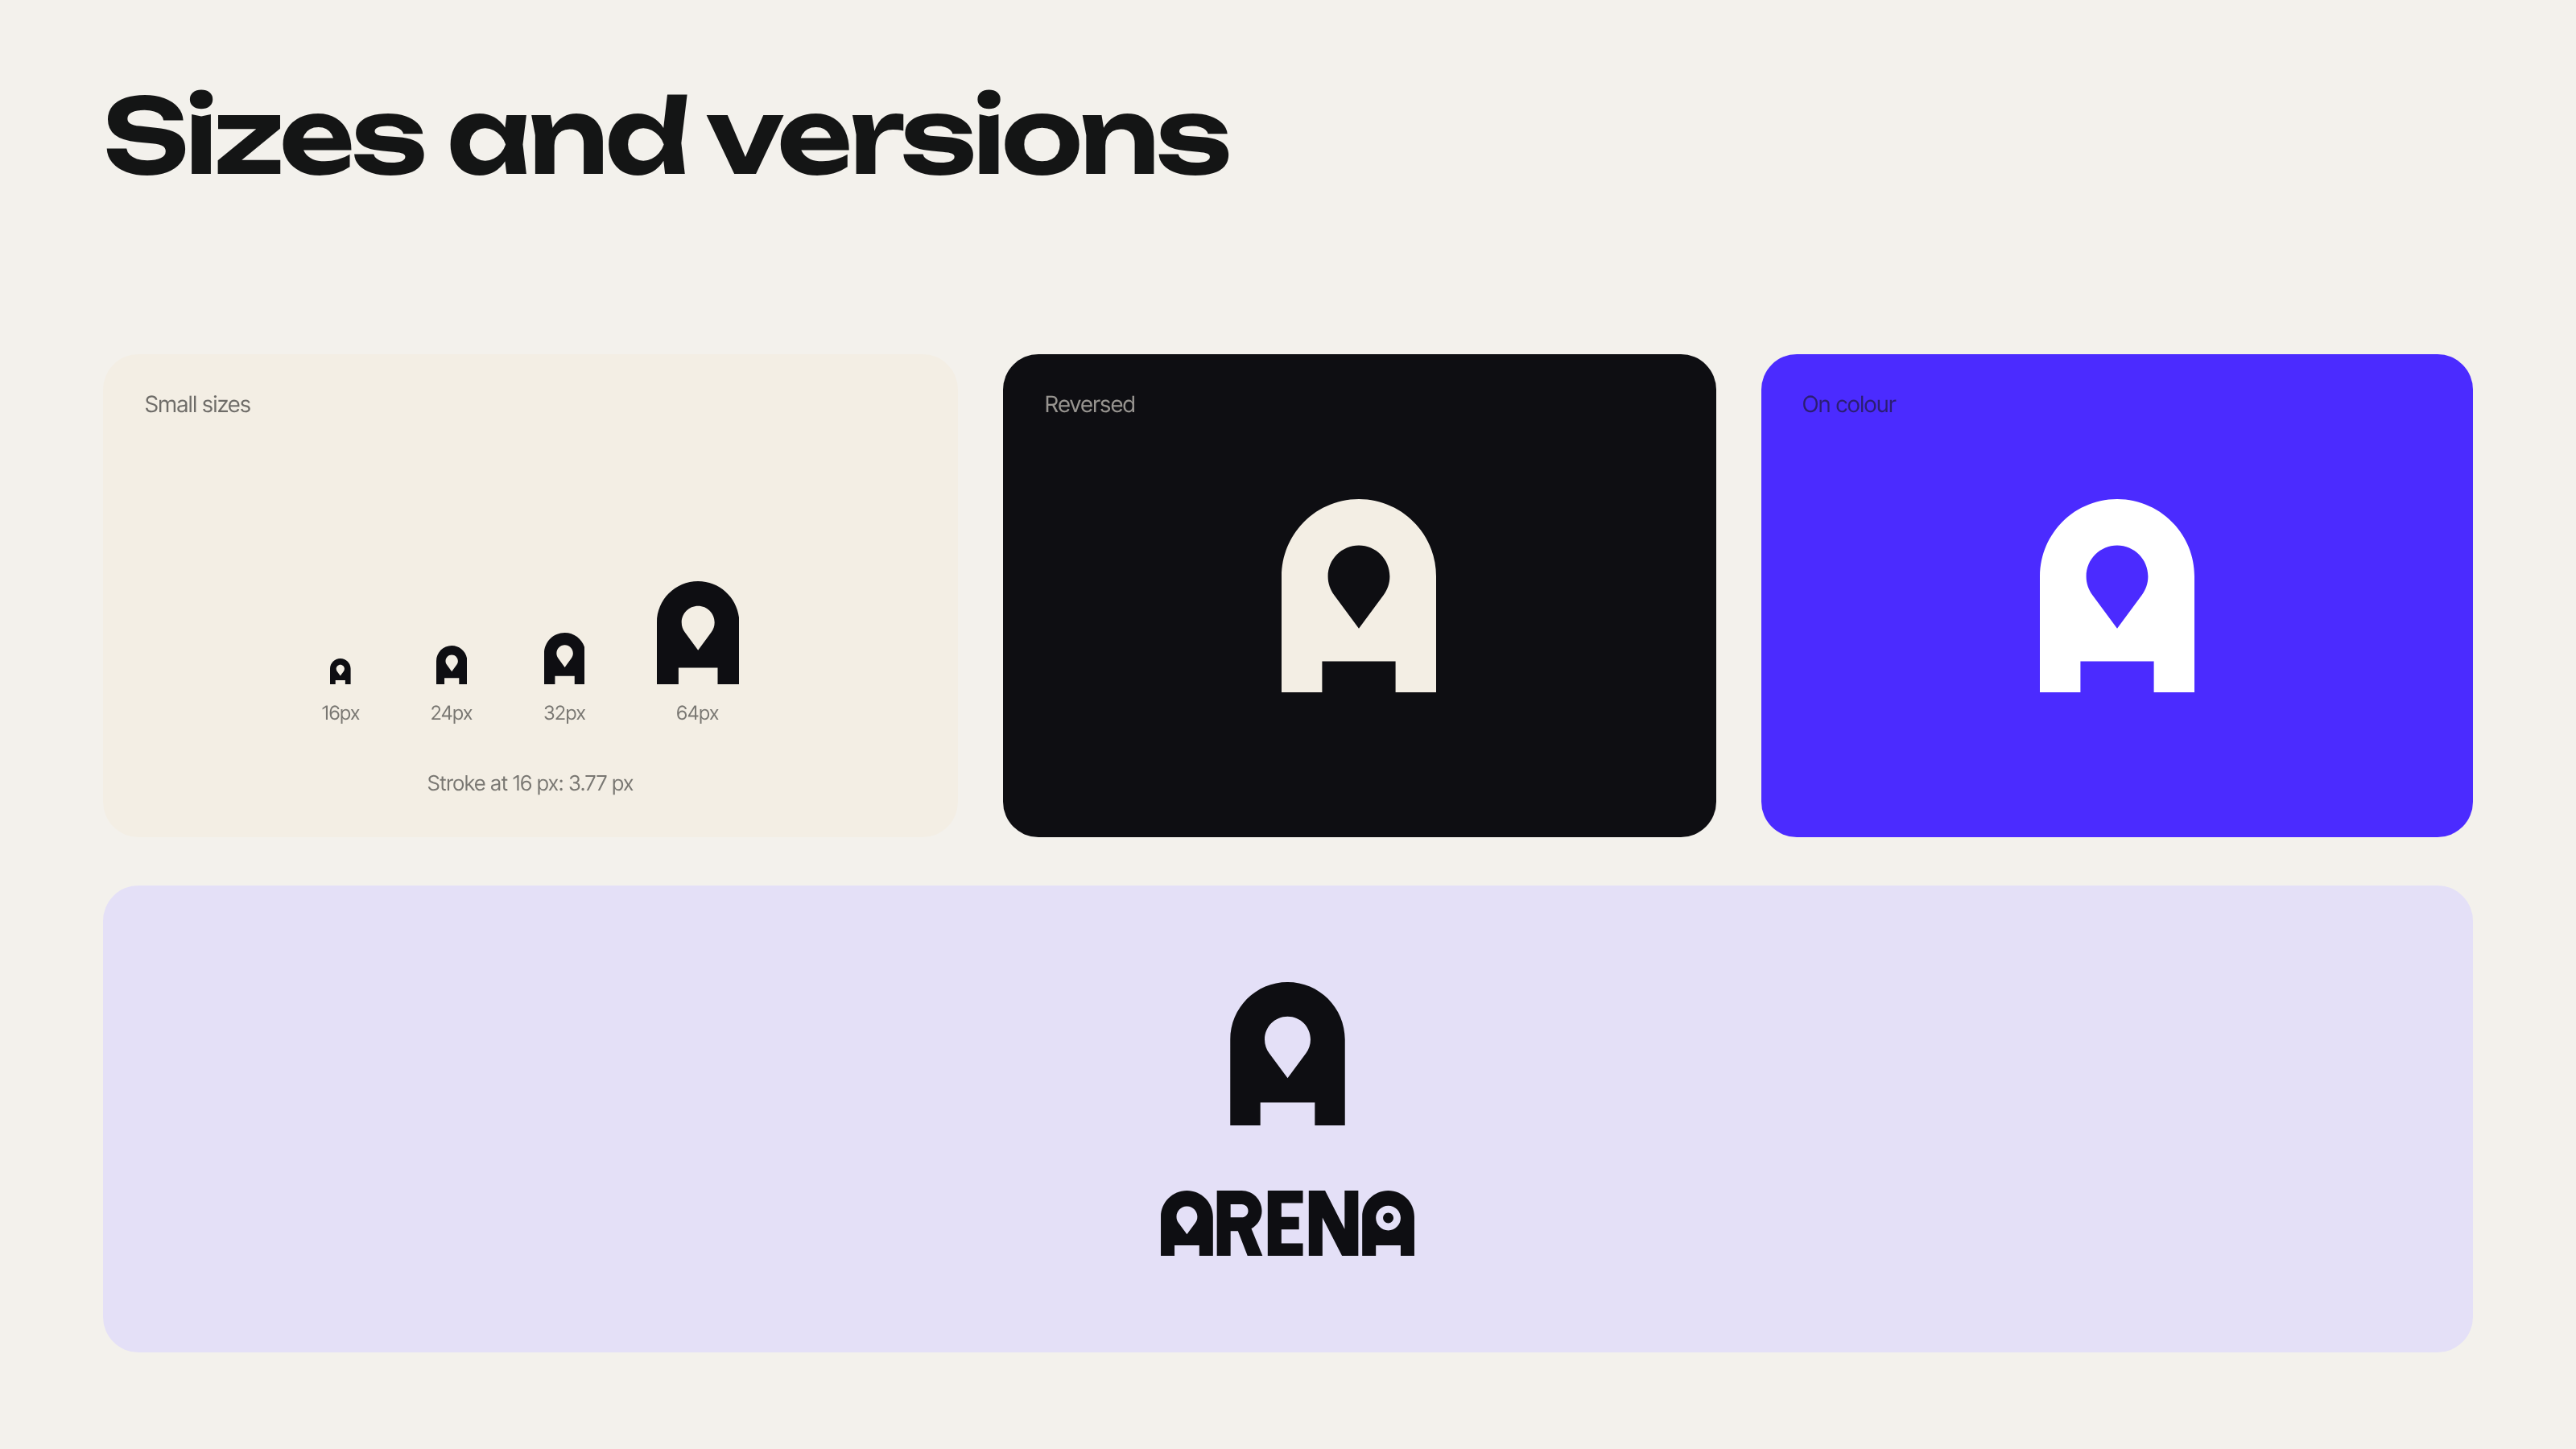 Sizes and versions
Small sizes
Reversed
On colour
16px
24px
32px
64px
Stroke at 16 px: 3.77 px
ARENA